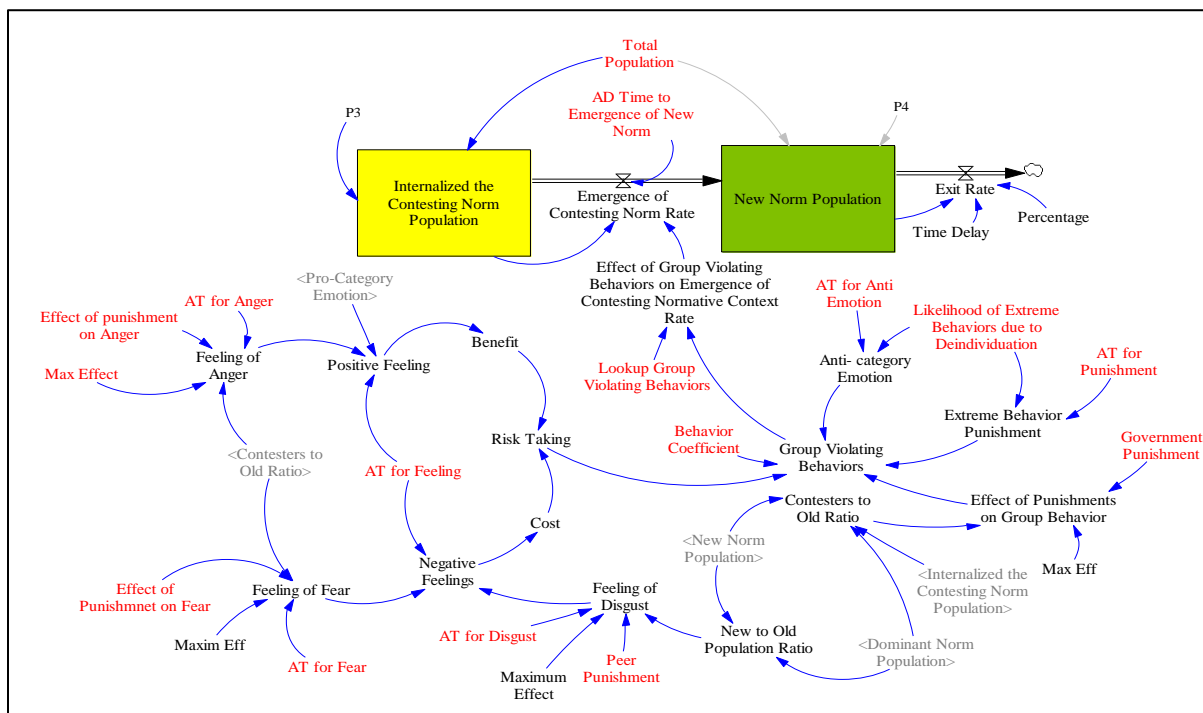 Total
Population
AD Time to
Emergence of New
Norm
P3
P4
Internalized the
Contesting Norm
Population
Emergence of
Contesting Norm Rate
New Norm Population
Exit Rate
Percentage
Time Delay
Effect of Group Violating
Behaviors on Emergence of
Contesting Normative Context
Rate
<Pro-Category
Emotion>
AT for Anger
Effect of punishment
on Anger
Feeling of
Anger
Max Effect
Positive Feeling
Benefit
Lookup Group
Violating Behaviors
AT for Anti
Emotion
Likelihood of Extreme
Behaviors due to
Deindividuation
Anti- category
Emotion
AT for
Punishment
Extreme Behavior
Punishment
Risk Taking
Behavior
Coefficient
Group Violating
Behaviors
Government
Punishment
<Contesters to
Old Ratio>
AT for Feeling
Contesters to
Old Ratio
Effect of Punishments
on Group Behavior
Cost
<New Norm
Population>
<Internalized the
Contesting Norm
Population>
Max Eff
Effect of
Punishmnet on Fear
Feeling of Fear
Negative
Feelings
Feeling of
Disgust
Maxim Eff
AT for Fear
AT for Disgust
Maximum
Effect
Peer
Punishment
New to Old
Population Ratio
<Dominant Norm
Population>